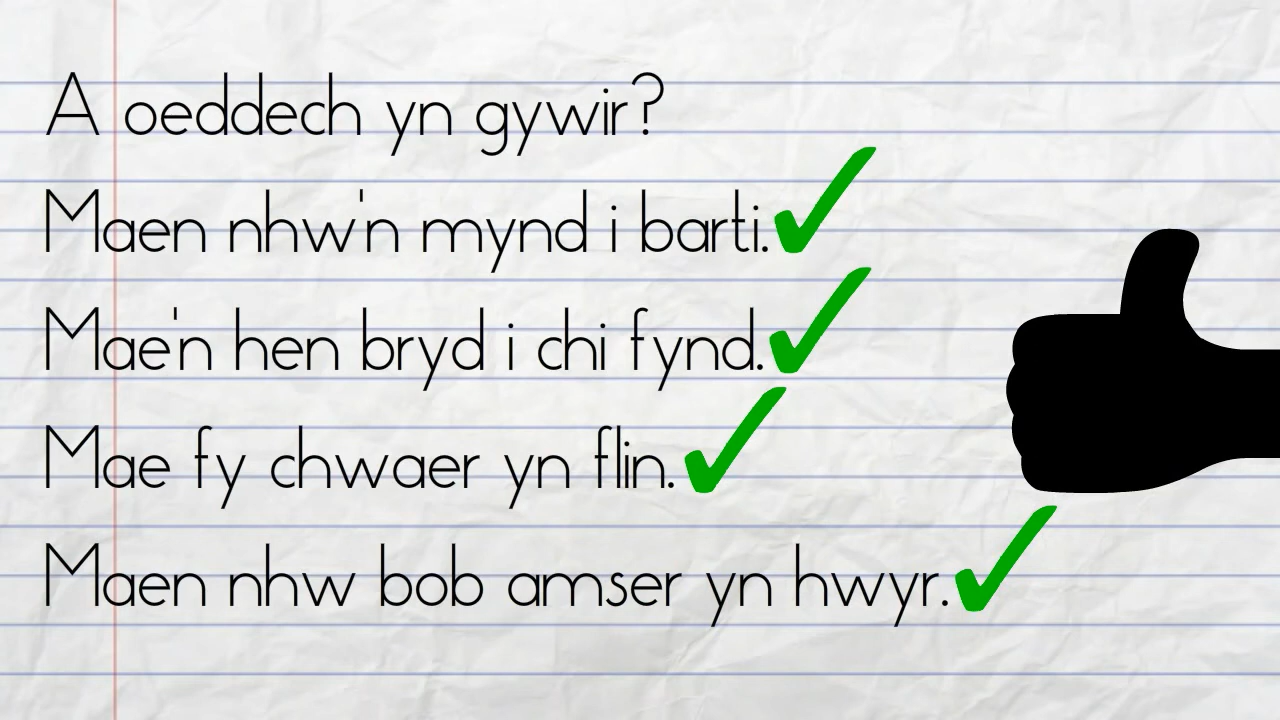 A oeddech yn gywir?
Maen nhw'n mynd i barti.
Mae'n hen bryd i chi fynd.
Mae fy chwaer yn flin.
Maen nhw bob amser yn hwyr.